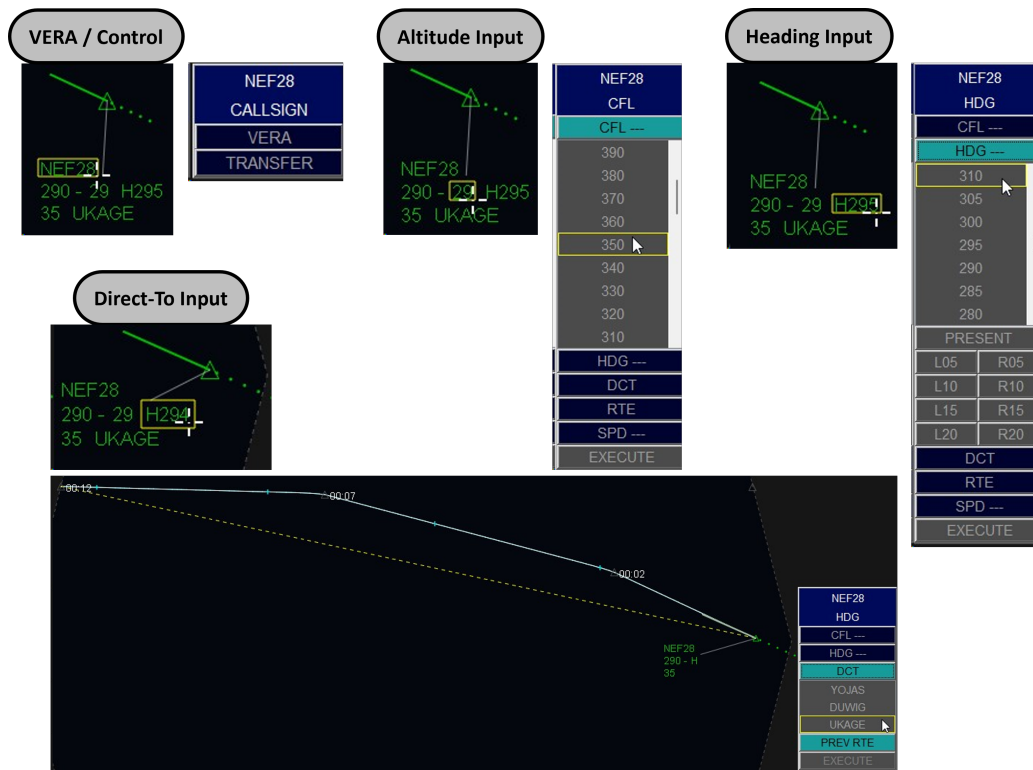 VERA / Control
NEF28
290 - 29 H295
35 UKAGE
NEF28
CALLSIGN
VERA
TRANSFER
Altitude Input
NEF28
290 - 29 H295
35 UKAGE
NEF28
CFL
CFL ---
390
380
370
360
350
340
330
320
310
HDG ---
DCT
RTE
SPD ---
EXECUTE
Heading Input
NEF28
290 - 29 H295
35 UKAGE
NEF28
HDG
CFL ---
HDG ---
310
305
300
295
290
285
280
PRESENT
L05 R05
L10 R10
L15 R15
L20 R20
DCT
RTE
SPD ---
EXECUTE
Direct-To Input
NEF28
290 - 29 H294
35 UKAGE
00:12
00:07
00:02
NEF28
290 - H
35
NEF28
HDG
CFL ---
HDG ---
DCT
YOJAS
DUWIG
UKAGE
PREV RTE
EXECUTE